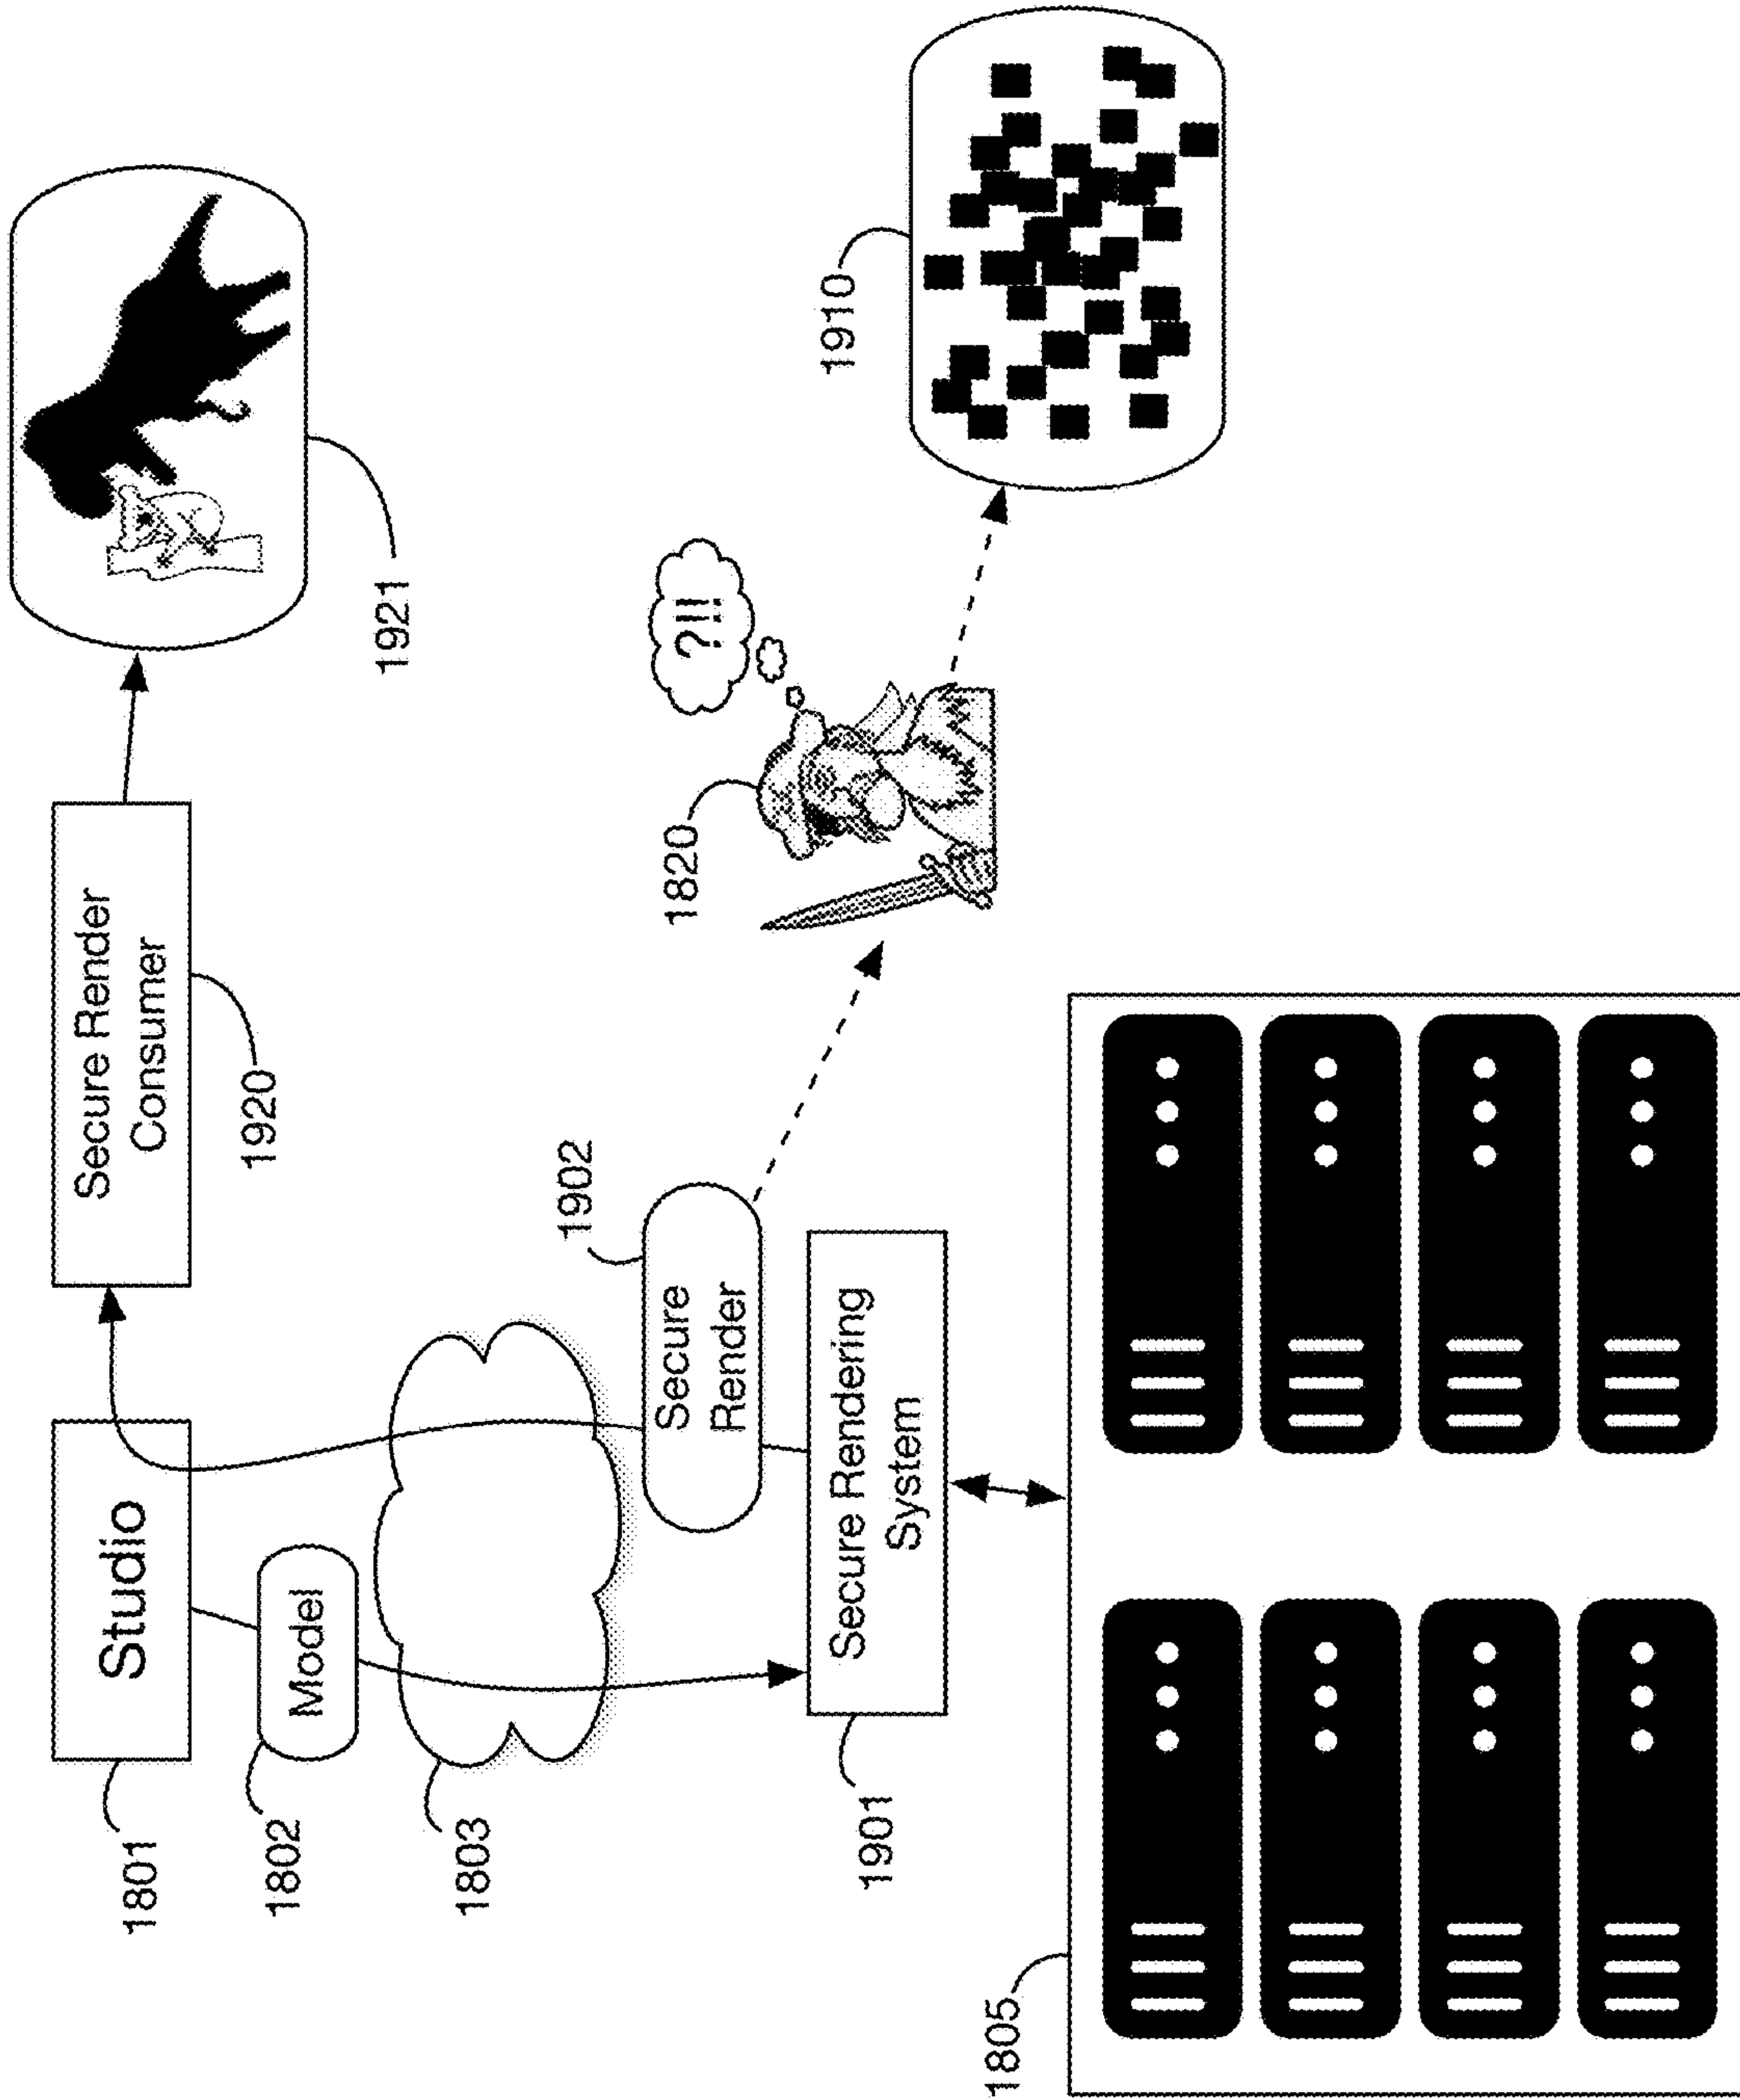 1801
Studio
1802
Model
1803
1901
Secure Rendering
System
1902
Secure
Render
1805
Secure Render
Consumer
1920
1921
1820
?!!
1910